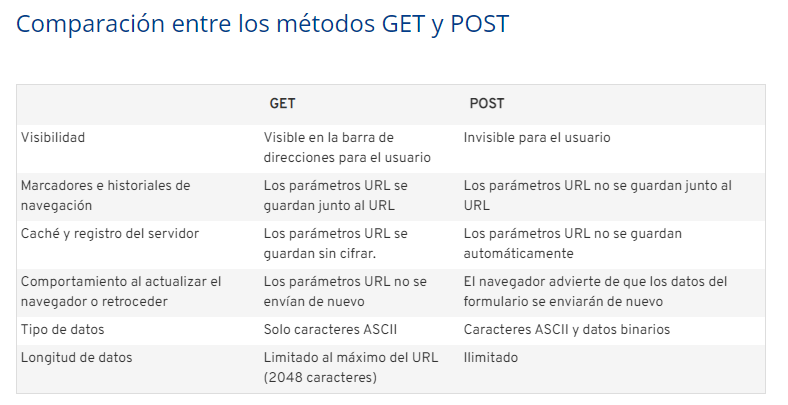 Comparación entre los métodos GET y POST
GET POST
Visibilidad Visible en la barra de direcciones para el usuario Invisible para el usuario
Marcadores e historiales de navegación Los parámetros URL se guardan junto al URL Los parámetros URL no se guardan junto al URL
Caché y registro del servidor Los parámetros URL se guardan sin cifrar. Los parámetros URL no se guardan automáticamente
Comportamiento al actualizar el navegador o retroceder Los parámetros URL no se envían de nuevo El navegador advierte de que los datos del formulario se enviarán de nuevo
Tipo de datos Solo caracteres ASCII Caracteres ASCII y datos binarios
Longitud de datos Limitado al máximo del URL (2048 caracteres) Ilimitado